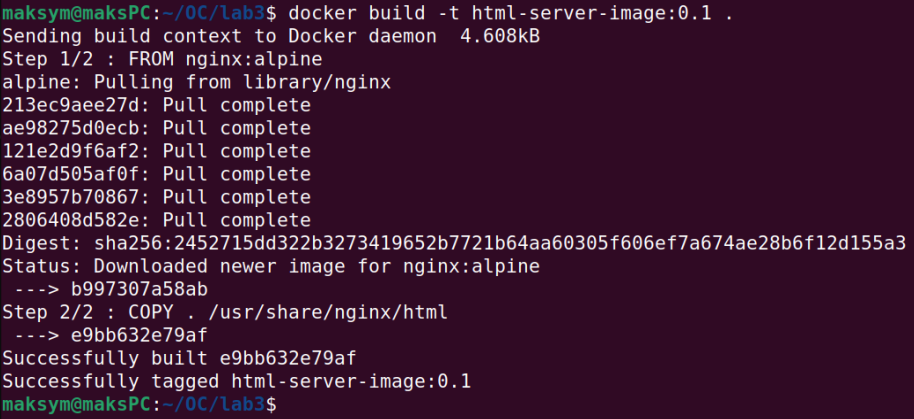 maksym@maksPC:~/OC/lab3$ docker build -t html-server-image:0.1 .
Sending build context to Docker daemon  4.608kB
Step 1/2 : FROM nginx:alpine
alpine: Pulling from library/nginx
213ec9aee27d: Pull complete
ae98275d0ecb: Pull complete
121e2d9f6af2: Pull complete
6a07d505af0f: Pull complete
3e8957b70867: Pull complete
2806408d582e: Pull complete
Digest: sha256:2452715dd322b3273419652b7721b64aa60305f606ef7a674ae28b6f12d155a3
Status: Downloaded newer image for nginx:alpine
 ---> b997307a58ab
Step 2/2 : COPY . /usr/share/nginx/html
 ---> e9bb632e79af
Successfully built e9bb632e79af
Successfully tagged html-server-image:0.1
maksym@maksPC:~/OC/lab3$